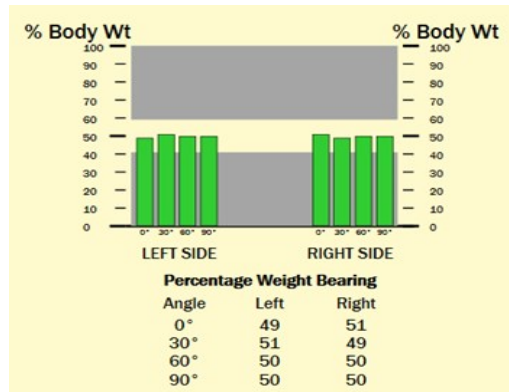 % Body Wt % Body Wt
100 100
90 90
80 80
70 70
60 60
50 50
40 40
30 30
20 20
10 10
0 0
0° 30° 60° 90° 0° 30° 60° 90°
LEFT SIDE RIGHT SIDE
Percentage Weight Bearing
Angle Left Right
0° 49 51
30° 51 49
60° 50 50
90° 50 50